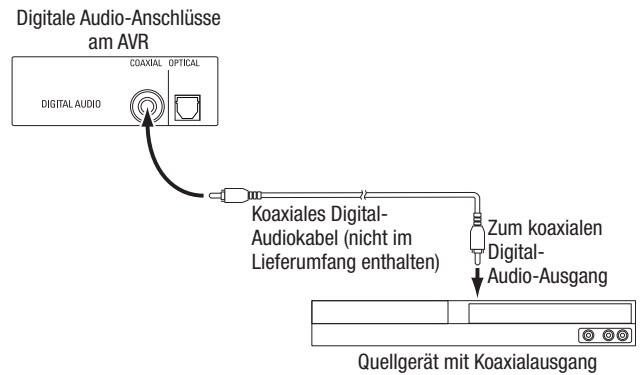 Digitale Audio-Anschlüsse
am AVR
COAXIAL OPTICAL
DIGITAL AUDIO
Koaxiales Digital-
Audiokabel (nicht im
Lieferumfang enthalten)
Zum koaxialen
Digital-
Audio-Ausgang
Quellgerät mit Koaxialausgang